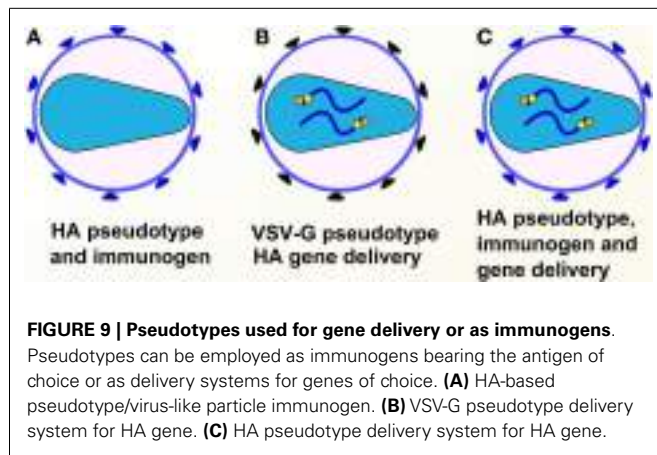 A
B
C
HA pseudotype
and immunogen
VSV-G pseudotype
HA gene delivery
HA pseudotype,
immunogen and
gene delivery
FIGURE 9 | Pseudotypes used for gene delivery or as immunogens.
Pseudotypes can be employed as immunogens bearing the antigen of
choice or as delivery systems for genes of choice. (A) HA-based
pseudotype/virus-like particle immunogen. (B) VSV-G pseudotype delivery
system for HA gene. (C) HA pseudotype delivery system for HA gene.